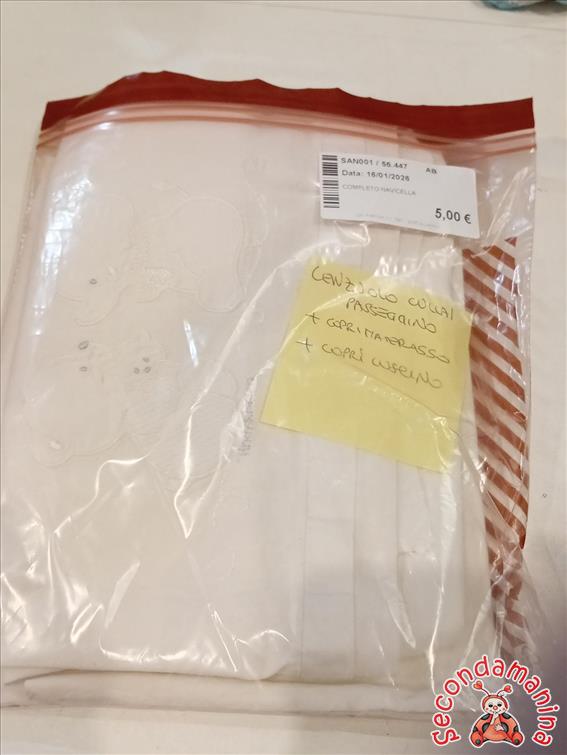 SAN001 / 56.447 AB
Data: 16/01/2026
COMPLETO NAVICELLA
5,00 €
LENZUOLO CULLA/
PASSEGGINO
+ COPRIMATERASSO
+ COPRI CUSCINO
secondamanina